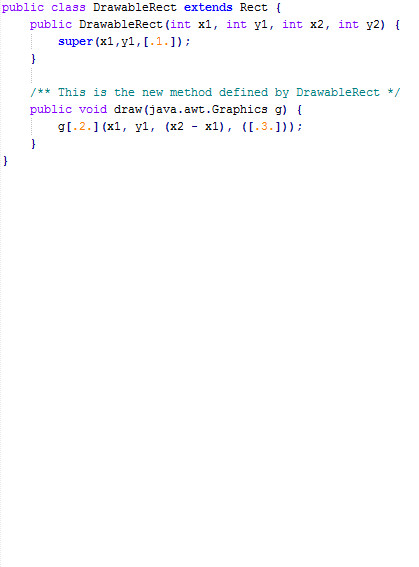 public class DrawableRect extends Rect {
    public DrawableRect(int x1, int y1, int x2, int y2) {
        super(x1,y1,[.1.]);
    }

    /** This is the new method defined by DrawableRect */
    public void draw(java.awt.Graphics g) {
        g[.2.](x1, y1, (x2 - x1), ([.3.]));
    }
}